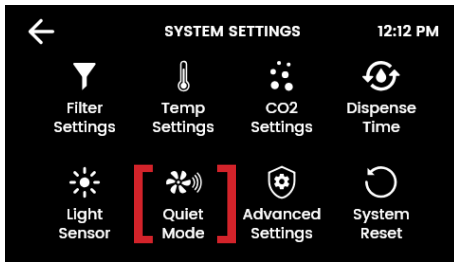 SYSTEM SETTINGS
12:12 PM
Filter
Settings
Temp
Settings
CO2
Settings
Dispense
Time
Light
Sensor
Quiet
Mode
Advanced
Settings
System
Reset